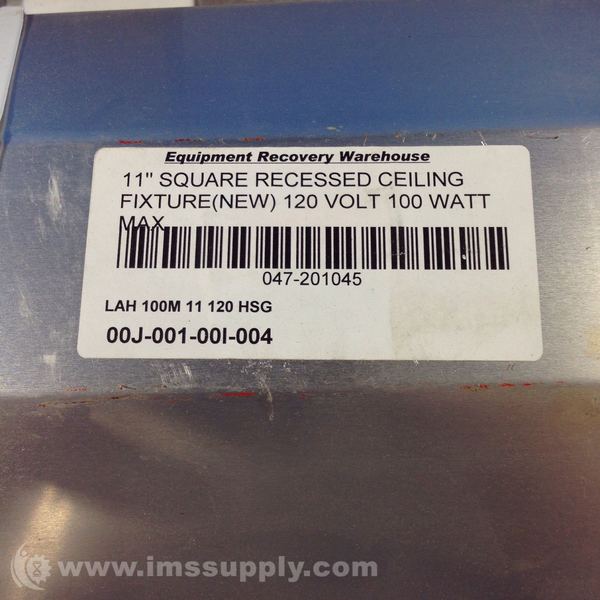 Equipment Recovery Warehouse
11" SQUARE RECESSED CEILING
FIXTURE(NEW) 120 VOLT 100 WATT
MAX
047-201045
LAH 100M 11 120 HSG
00J-001-00I-004
www.imssupply.com